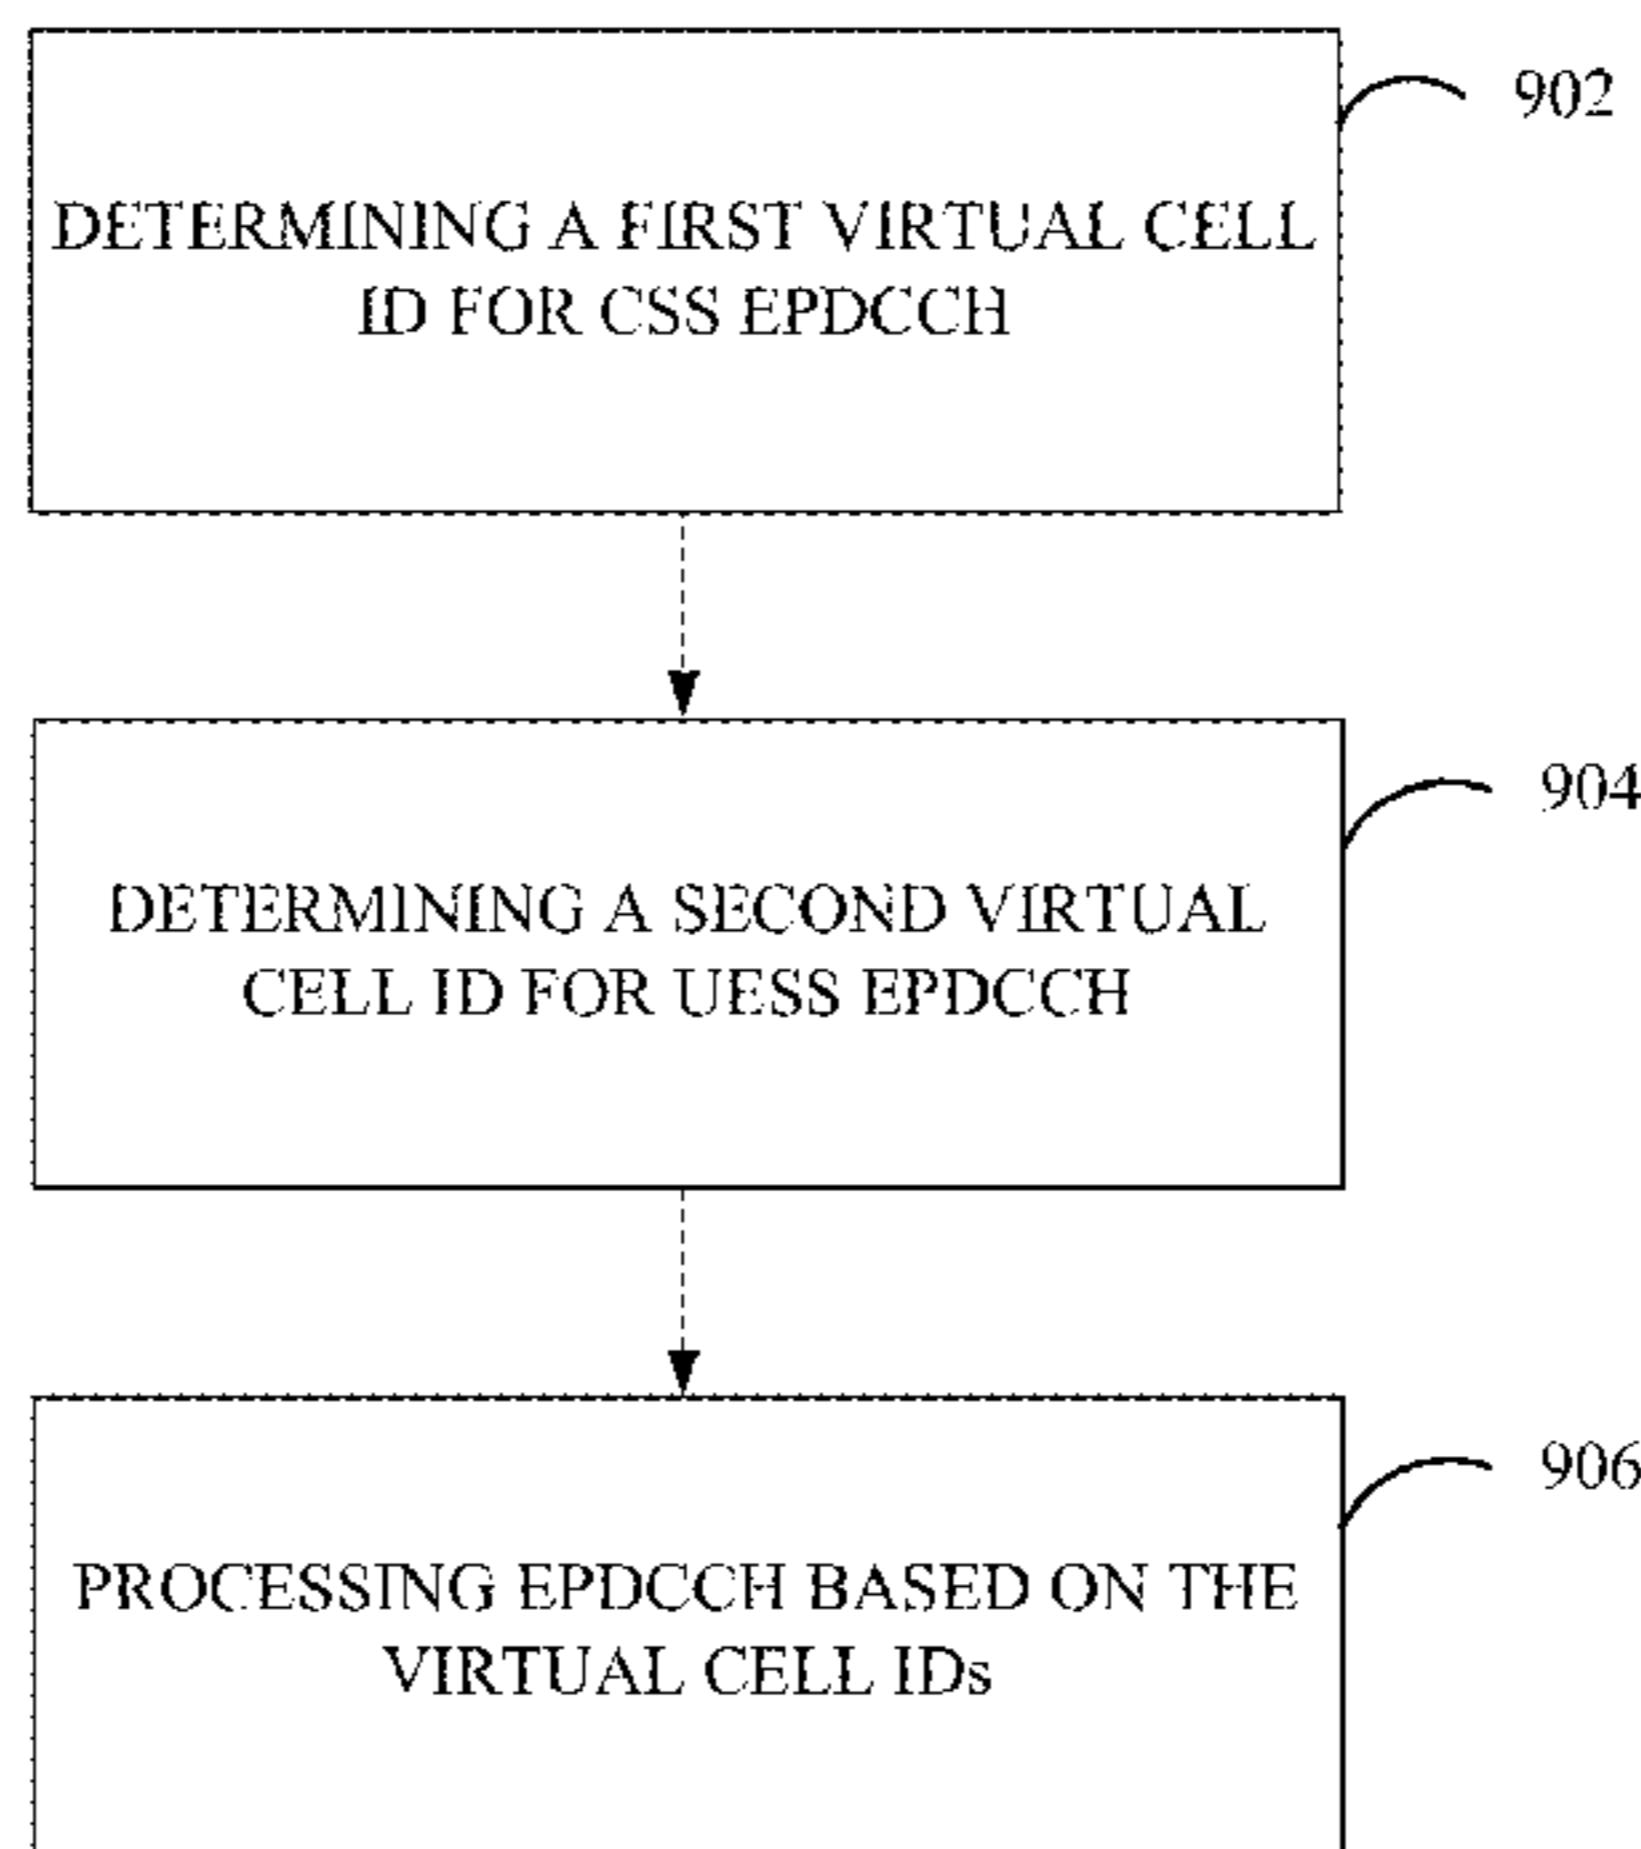 902
DETERMINING A FIRST VIRTUAL CELL
ID FOR CSS EPDCCH
904
DETERMINING A SECOND VIRTUAL
CELL ID FOR UESS EPDCCH
906
PROCESSING EPDCCH BASED ON THE
VIRTUAL CELL IDs